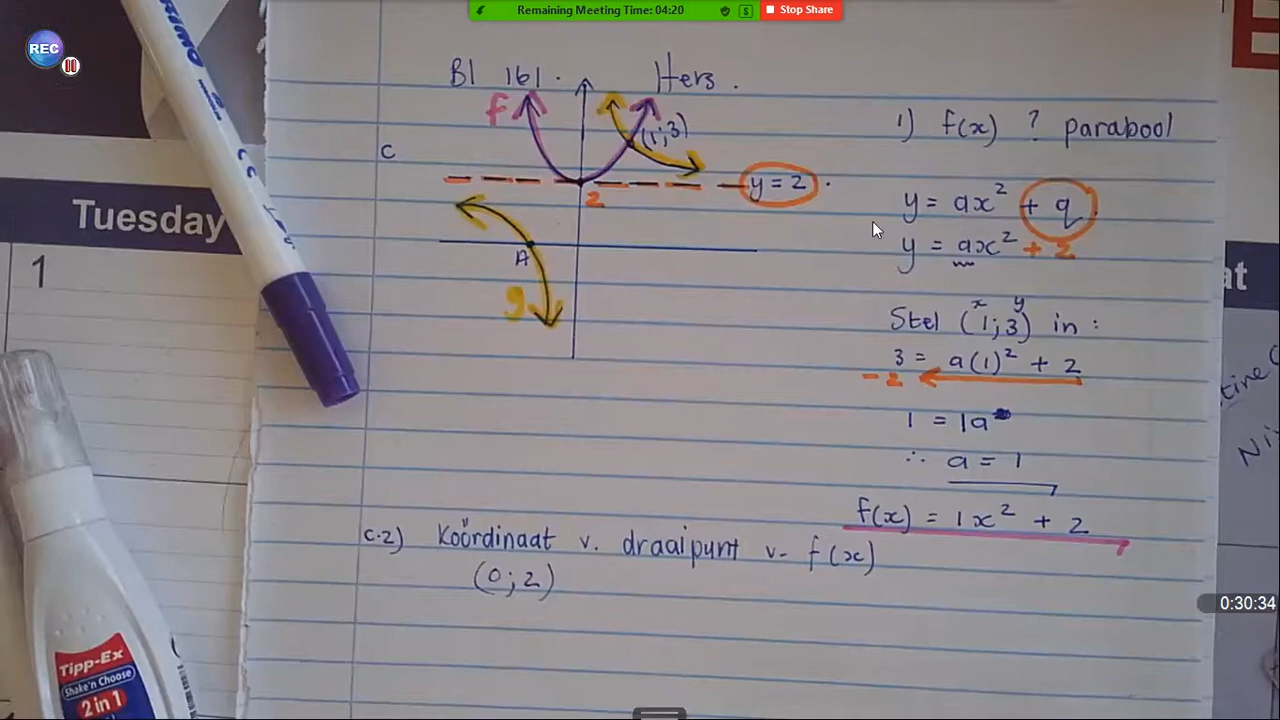 Remaining Meeting Time: 04:20
$
Stop Share
REC
PRIMO
Bl 161.
Hers.
f
(1;3)
c
y = 2.
2
A
g
1) f(x) ? parabool
y = ax² + q
y = ax² + 2
x y
Stel (1;3) in:
3 = a(1)² + 2
- 2
1 = 1a
∴ a = 1
f(x) = 1x² + 2
c.2) Koördinaat v. draaipunt v. f(x)
(0;2)
Tuesday
1
at
0:30:34
Tipp-Ex
Shake'n Choose
2 in 1